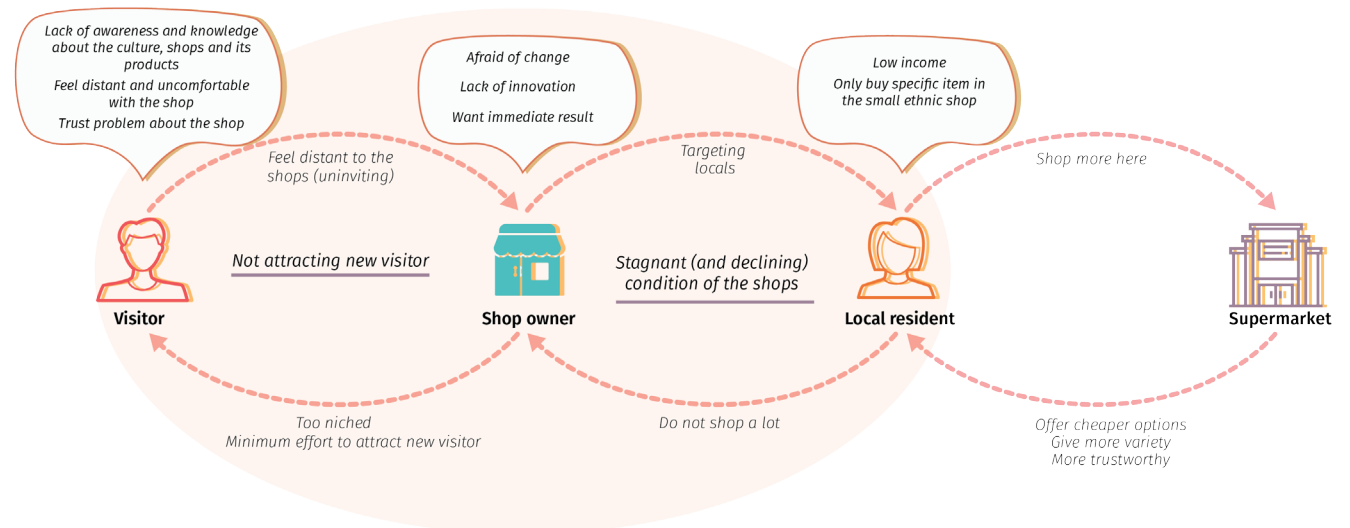 Lack of awareness and knowledge
about the culture, shops and its
products
Feel distant and uncomfortable
with the shop
Trust problem about the shop
Afraid of change
Lack of innovation
Want immediate result
Low income
Only buy specific item in
the small ethnic shop
Feel distant to the
shops (uninviting)
Targeting
locals
Shop more here
Not attracting new visitor
Stagnant (and declining)
condition of the shops
Visitor
Shop owner
Local resident
Supermarket
Too niched
Minimum effort to attract new visitor
Do not shop a lot
Offer cheaper options
Give more variety
More trustworthy